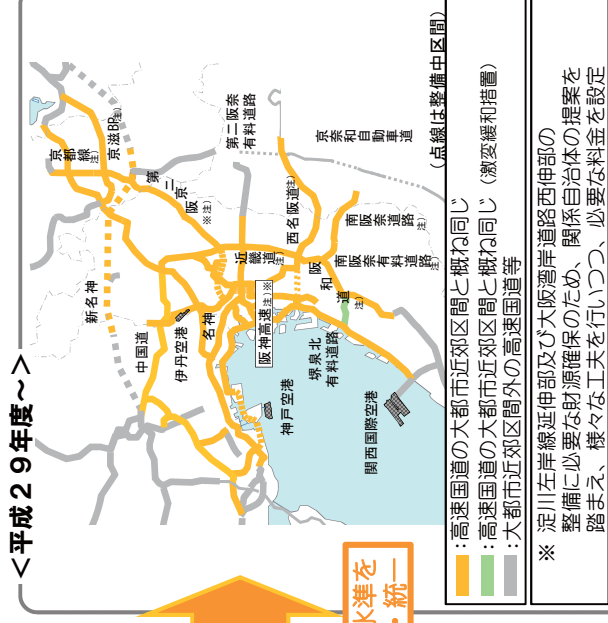 <平成29年度~>
新名神
京都線
注)
京滋BP
注)
第二京阪
※注)
中国道
伊丹空港
名神
近畿道
注)
第二阪奈
有料道路
阪神高速注)※
西名阪道注)
京奈和自動車道
神戸空港
堺泉北
有料道路
阪和道
注)
南阪奈有料道路
注)
南阪奈道路
注)
関西国際空港
(点線は整備中区間)
:高速国道の大都市近郊区間と概ね同じ
:高速国道の大都市近郊区間と概ね同じ(激変緩和措置)
:大都市近郊区間外の高速国道等
※ 淀川左岸線延伸部及び大阪湾岸道路西伸部の
整備に必要な財源確保のため、関係自治体の提案を
踏まえ、様々な工夫を行いつつ、必要な料金を設定
水準を
・統一